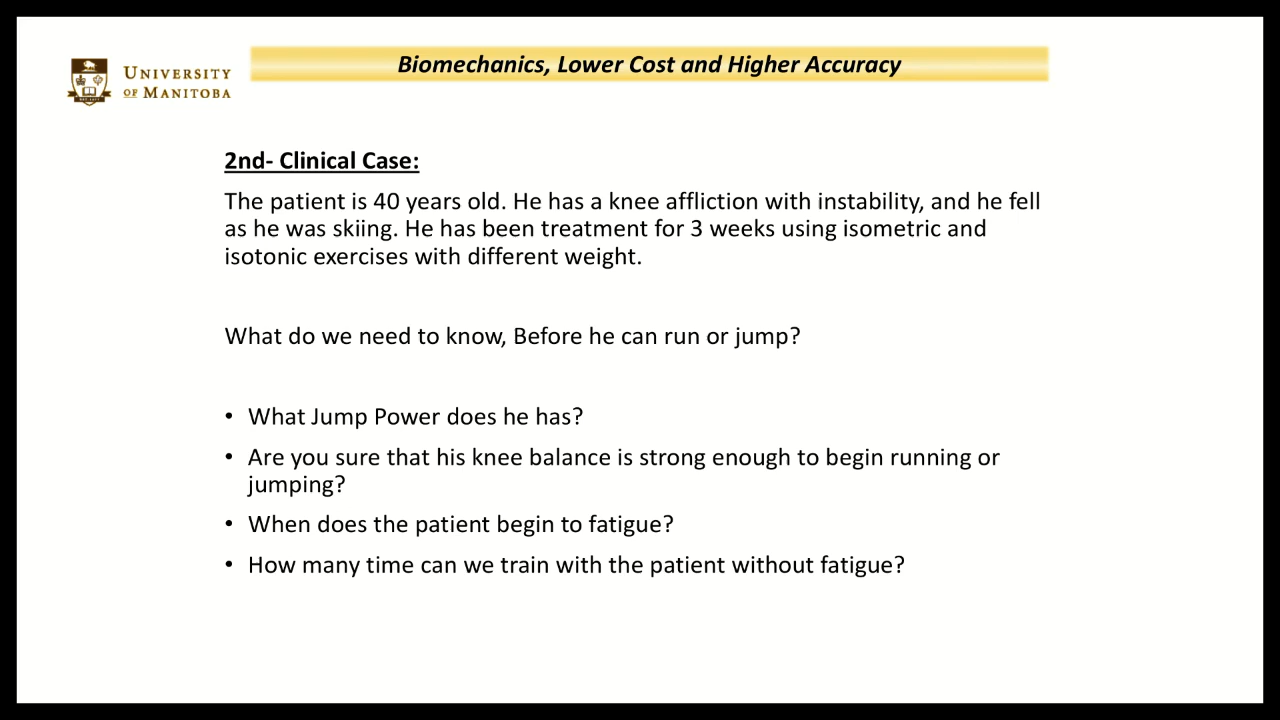 UNIVERSITY
OF MANITOBA
Biomechanics, Lower Cost and Higher Accuracy
2nd- Clinical Case:
The patient is 40 years old. He has a knee affliction with instability, and he fell
as he was skiing. He has been treatment for 3 weeks using isometric and
isotonic exercises with different weight.
What do we need to know, Before he can run or jump?
• What Jump Power does he has?
• Are you sure that his knee balance is strong enough to begin running or
jumping?
• When does the patient begin to fatigue?
• How many time can we train with the patient without fatigue?